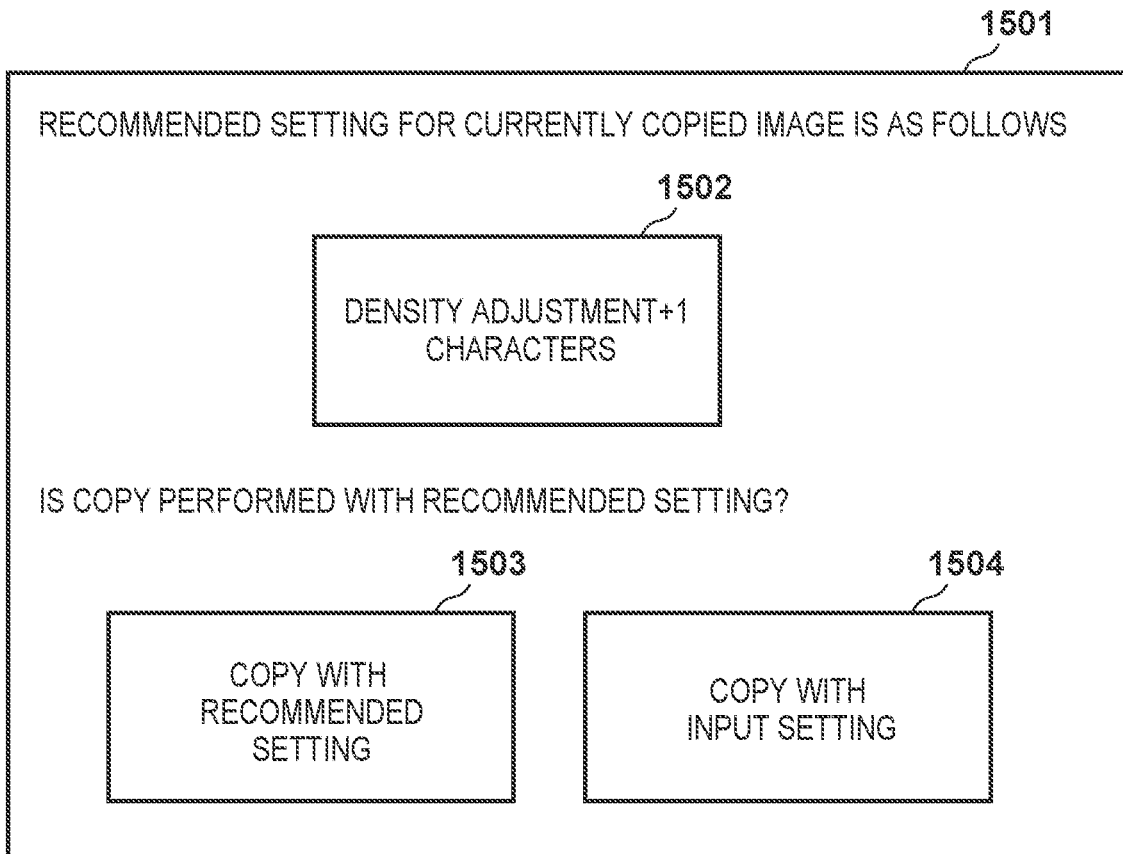 1501
RECOMMENDED SETTING FOR CURRENTLY COPIED IMAGE IS AS FOLLOWS
1502
DENSITY ADJUSTMENT+1
CHARACTERS
IS COPY PERFORMED WITH RECOMMENDED SETTING?
1503
1504
COPY WITH
RECOMMENDED
SETTING
COPY WITH
INPUT SETTING